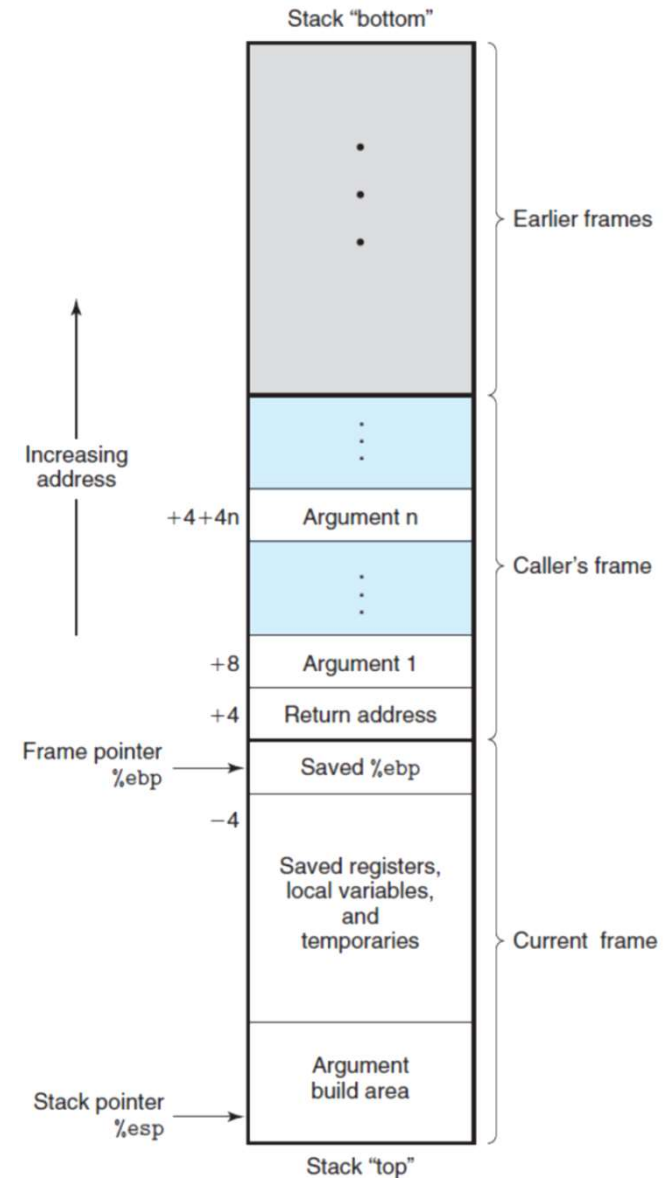 Stack “bottom”
Earlier frames
Increasing
address
+4+4n
Argument n
Caller’s frame
+8
Argument 1
+4
Return address
Frame pointer
%ebp
Saved %ebp
−4
Saved registers,
local variables,
and
temporaries
Current frame
Argument
build area
Stack pointer
%esp
Stack “top”